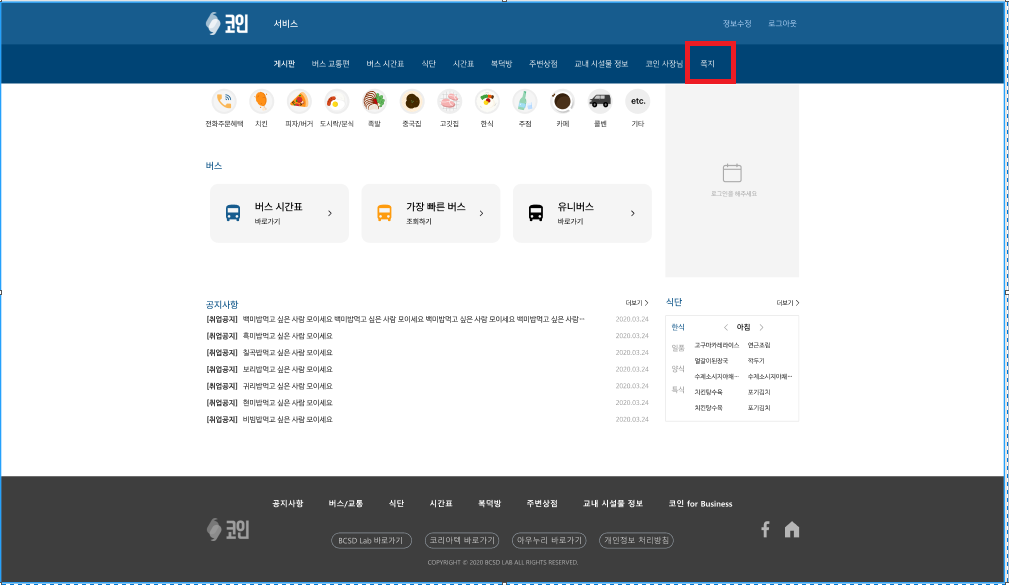 코인 서비스 정보수정 로그아웃
게시판 버스 교통편 버스 시간표 식단 시간표 복덕방 주변상점 교내 시설물 정보 코인 사장님 쪽지
etc.
전화주문혜택 치킨 피자/버거 도시락/분식 족발 중국집 고깃집 한식 주점 카페 콜벤 기타
버스
버스 시간표
바로가기
가장 빠른 버스
조회하기
유니버스
바로가기
로그인을 해주세요
공지사항 더보기
[취업공지] 백미밥먹고 싶은 사람 모이세요 백미밥먹고 싶은 사람 모이세요 백미밥먹고 싶은 사람 모이세요 백미밥먹고 싶은 사람··· 2020.03.24
[취업공지] 흑미밥먹고 싶은 사람 모이세요 2020.03.24
[취업공지] 칠곡밥먹고 싶은 사람 모이세요 2020.03.24
[취업공지] 보리밥먹고 싶은 사람 모이세요 2020.03.24
[취업공지] 귀리밥먹고 싶은 사람 모이세요 2020.03.24
[취업공지] 현미밥먹고 싶은 사람 모이세요 2020.03.24
[취업공지] 비빔밥먹고 싶은 사람 모이세요 2020.03.24
식단 더보기
한식 아침
일품
양식
특식
고구마카레라이스 연근조림
얼갈이된장국 깍두기
수제소시지야채··· 수제소시지야채···
치킨탕수육 포기김치
치킨탕수육 포기김치
공지사항 버스/교통 식단 시간표 복덕방 주변상점 교내 시설물 정보 코인 for Business
코인
BCSD Lab 바로가기 코리아텍 바로가기 아우누리 바로가기 개인정보 처리방침
COPYRIGHT © 2020 BCSD LAB ALL RIGHTS RESERVED.